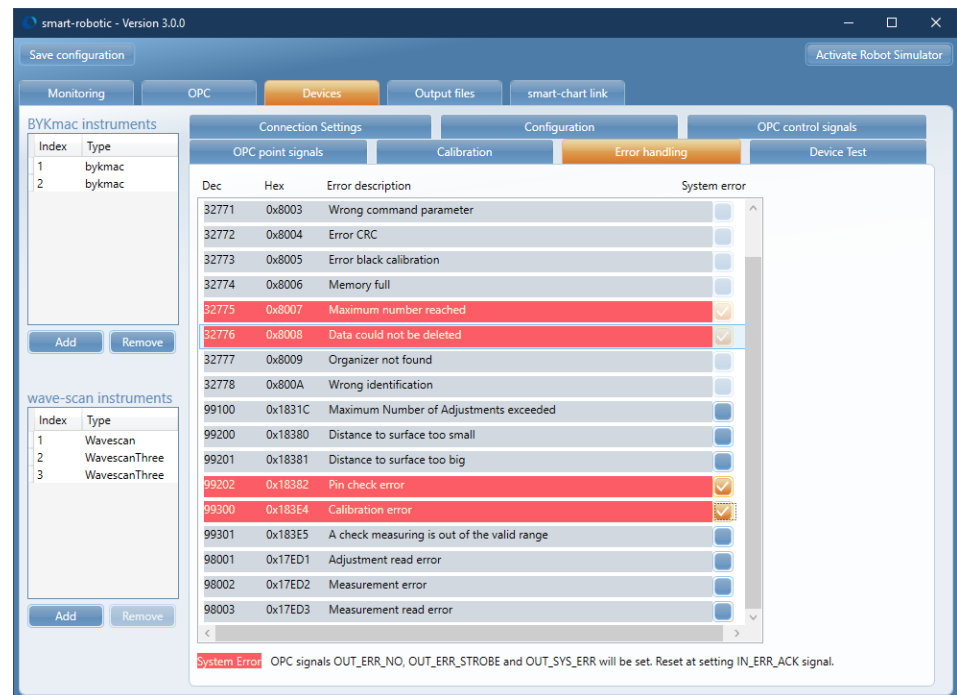 smart-robotic - Version 3.0.0
Save configuration
Activate Robot Simulator
Monitoring OPC Devices Output files smart-chart link
BYKmac instruments
Index Type
1 bykmac
2 bykmac
Add Remove
wave-scan instruments
Index Type
1 Wavescan
2 WavescanThree
3 WavescanThree
Add Remove
Connection Settings Configuration OPC control signals
OPC point signals Calibration Error handling Device Test
Dec Hex Error description System error
32771 0x8003 Wrong command parameter
32772 0x8004 Error CRC
32773 0x8005 Error black calibration
32774 0x8006 Memory full
32775 0x8007 Maximum number reached
32776 0x8008 Data could not be deleted
32777 0x8009 Organizer not found
32778 0x800A Wrong identification
99100 0x1831C Maximum Number of Adjustments exceeded
99200 0x18380 Distance to surface too small
99201 0x18381 Distance to surface too big
99202 0x18382 Pin check error
99300 0x183E4 Calibration error
99301 0x183E5 A check measuring is out of the valid range
98001 0x17ED1 Adjustment read error
98002 0x17ED2 Measurement error
98003 0x17ED3 Measurement read error
System Error OPC signals OUT_ERR_NO, OUT_ERR_STROBE and OUT_SYS_ERR will be set. Reset at setting IN_ERR_ACK signal.